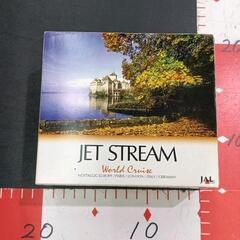 JET STREAM
World Cruise
NOSTALGIC EUROPE / PARIS / LONDON / ITALY / GERMANY
JAL
20
10